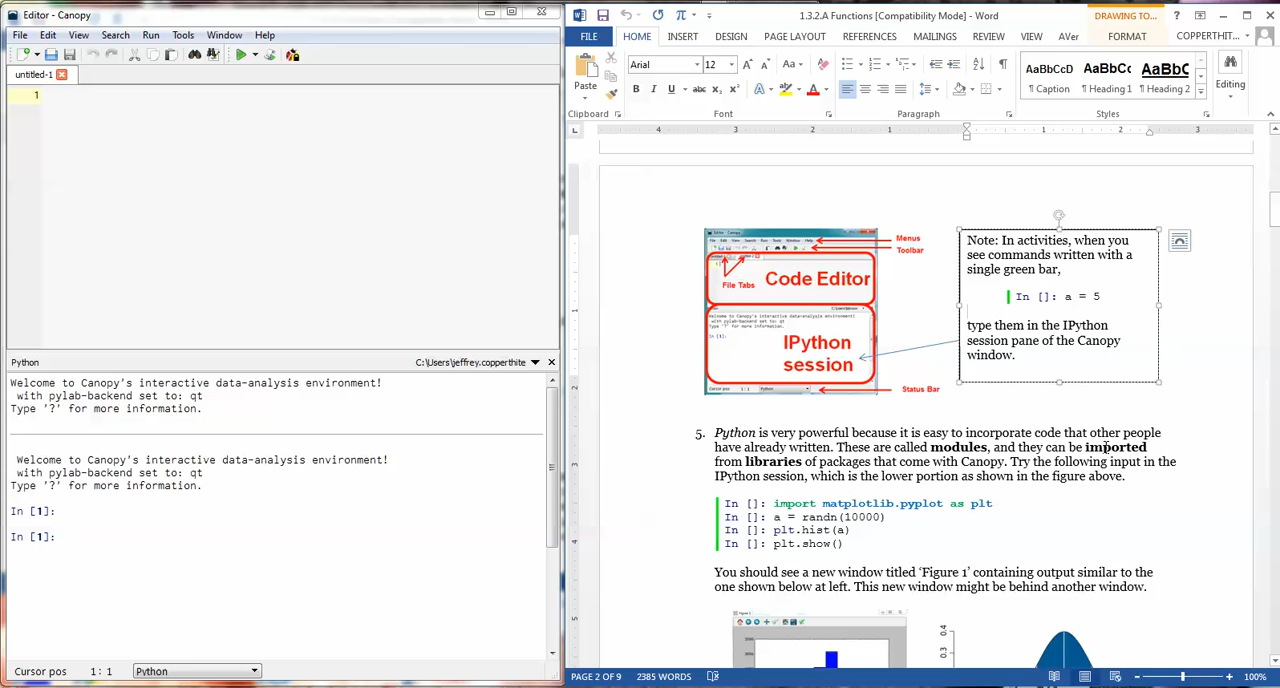 Editor - Canopy
File Edit View Search Run Tools Window Help
untitled-1
1
Python C:\Users\jeffrey.copperthite
Welcome to Canopy's interactive data-analysis environment!
with pylab-backend set to: qt
Type '?' for more information.
Welcome to Canopy's interactive data-analysis environment!
with pylab-backend set to: qt
Type '?' for more information.
In [1]:
In [1]:
Cursor pos 1 : 1 Python
1.3.2.A Functions [Compatibility Mode] - Word
DRAWING TO...
FILE HOME INSERT DESIGN PAGE LAYOUT REFERENCES MAILINGS REVIEW VIEW AVer FORMAT COPPERTHIT...
Paste
Arial 12
AaBbCcD AaBbCc AaBbC
¶ Caption ¶ Heading 1 ¶ Heading 2
Editing
Clipboard Font Paragraph Styles
4 3 2 1 1 2 3
Menus
Toolbar
File Tabs
Code Editor
IPython
session
Status Bar
Note: In activities, when you
see commands written with a
single green bar,
In []: a = 5
type them in the IPython
session pane of the Canopy
window.
5. Python is very powerful because it is easy to incorporate code that other people
have already written. These are called modules, and they can be imported
from libraries of packages that come with Canopy. Try the following input in the
IPython session, which is the lower portion as shown in the figure above.
In []: import matplotlib.pyplot as plt
In []: a = randn(10000)
In []: plt.hist(a)
In []: plt.show()
You should see a new window titled 'Figure 1' containing output similar to the
one shown below at left. This new window might be behind another window.
0.4
0.3
PAGE 2 OF 9 2385 WORDS 100%